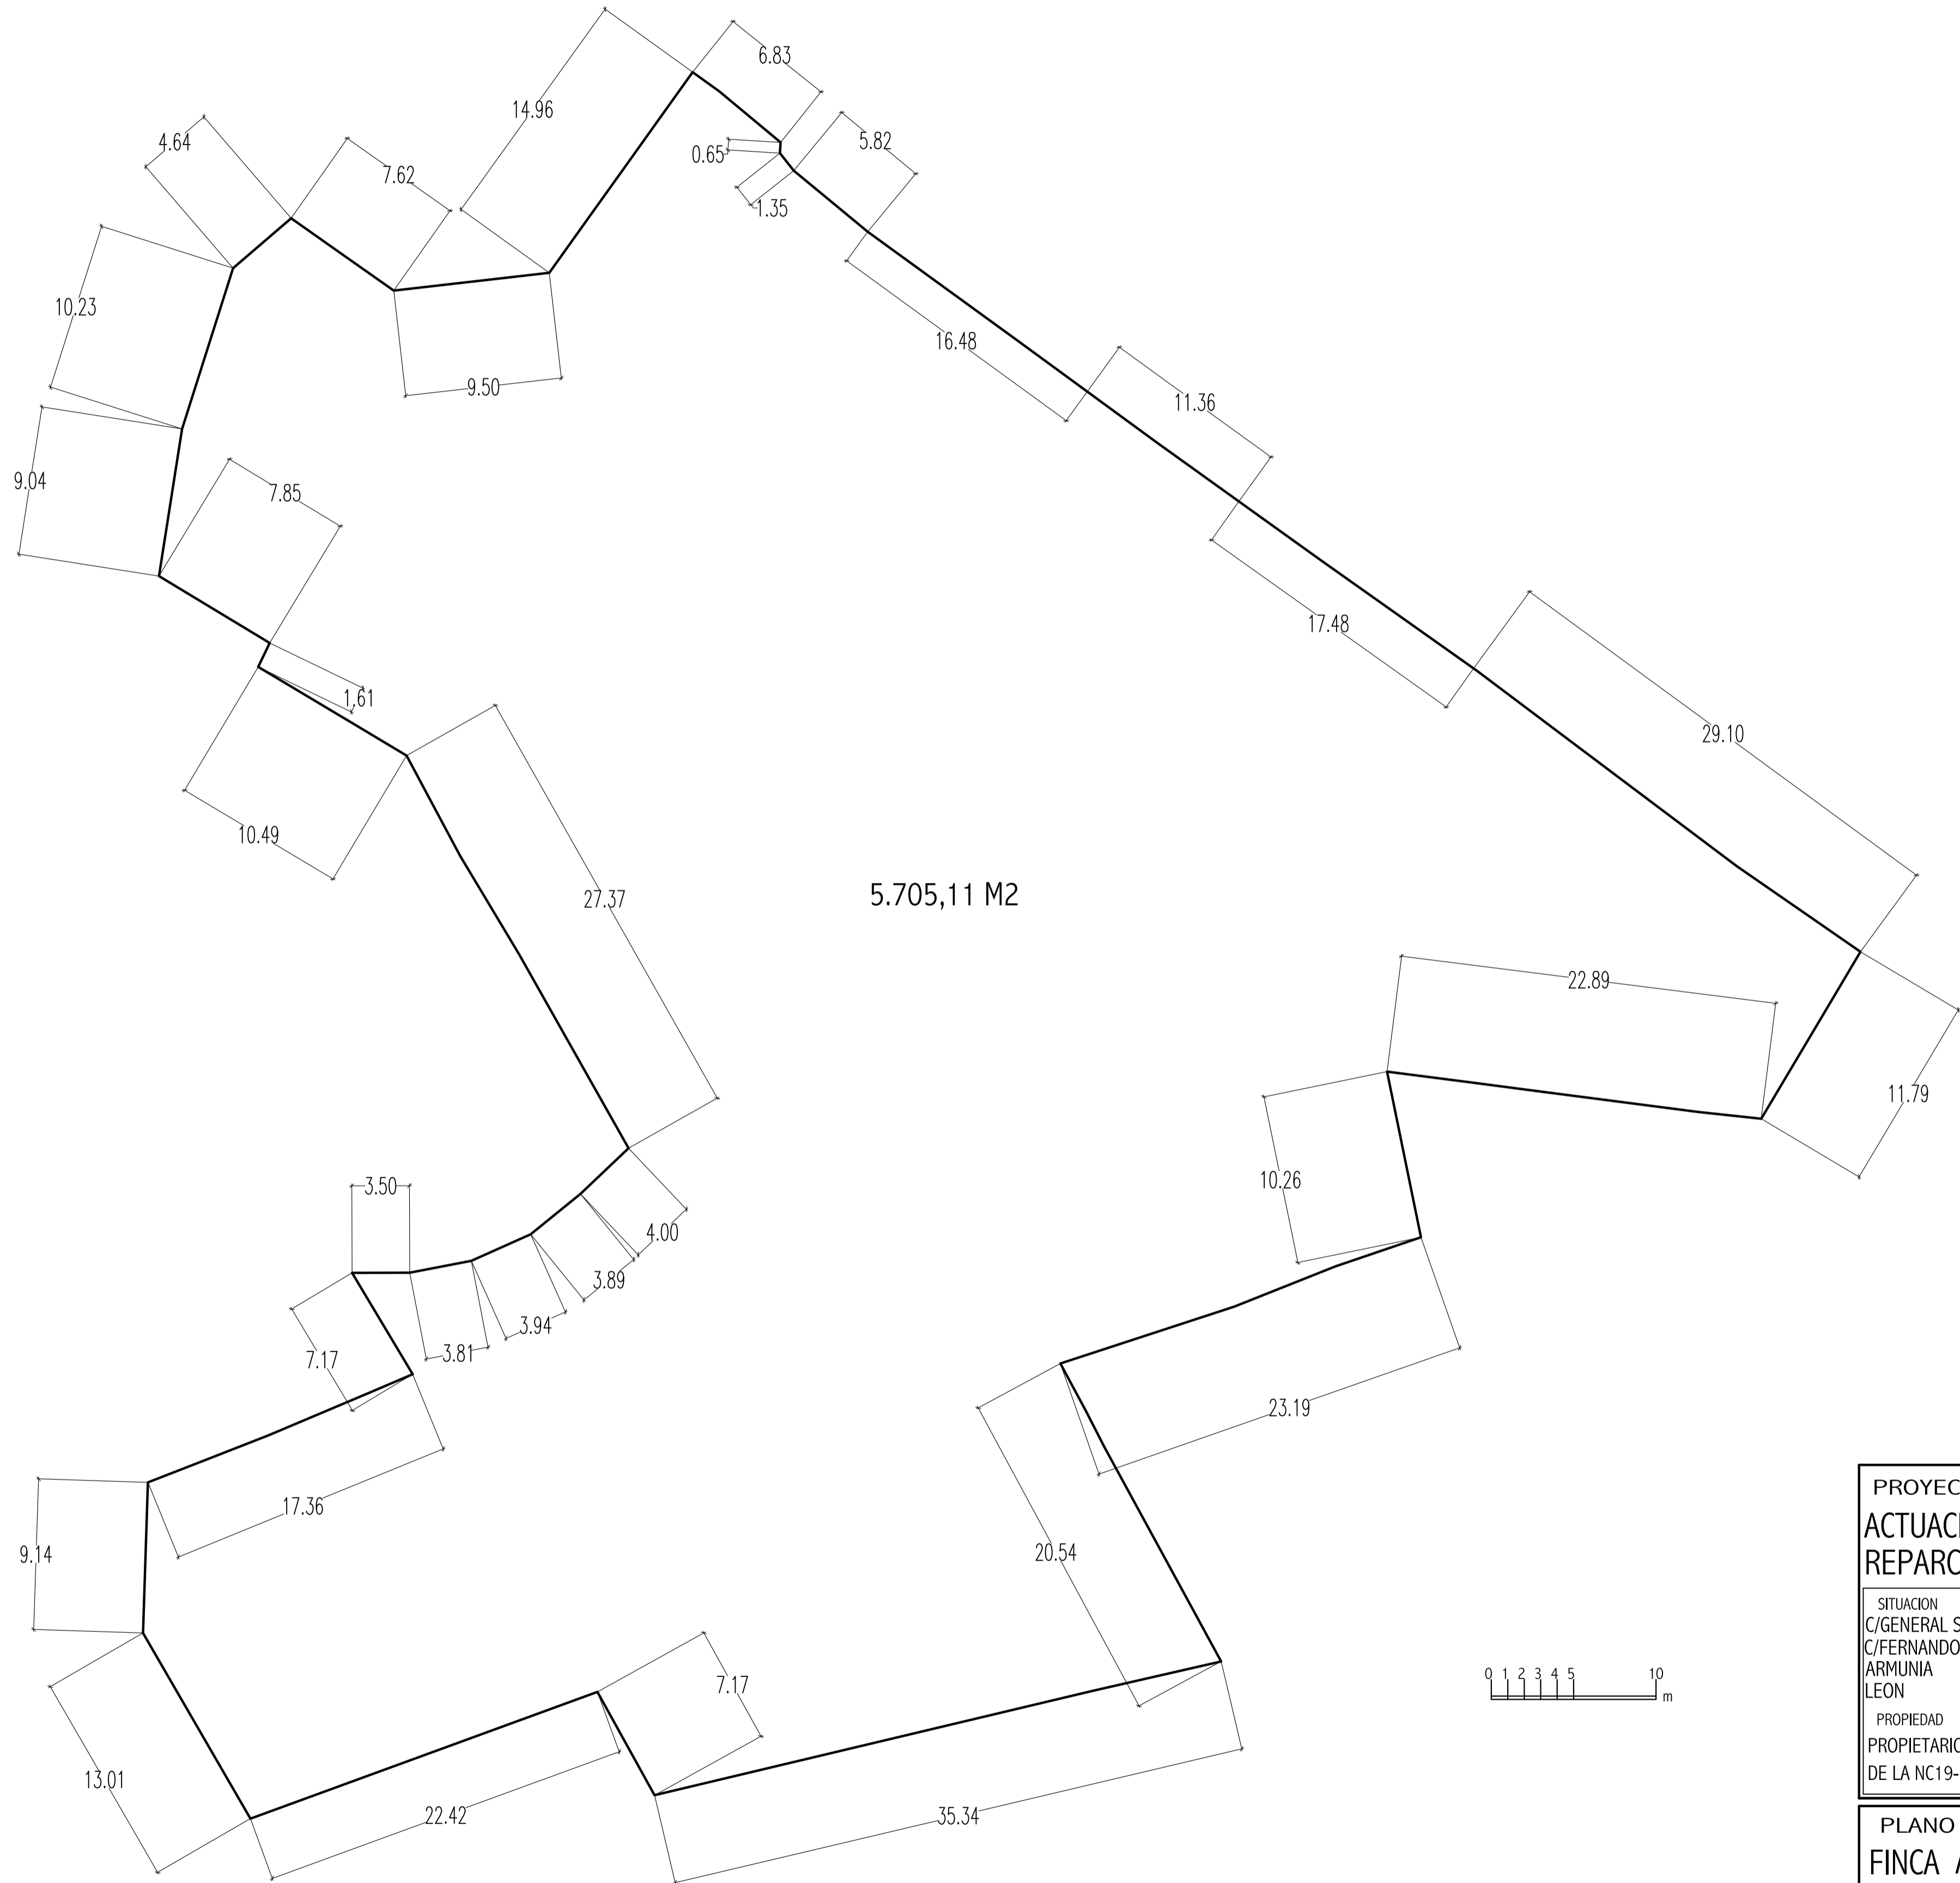 6.83
14.96
5.82
4.64
0.65
7.62
1.35
10.23
16.48
9.50
11.36
9.04
7.85
17.48
1.61
29.10
10.49
27.37
5.705,11 M2
22.89
11.79
3.50
10.26
4.00
3.89
3.94
3.81
7.17
23.19
17.36
9.14
20.54
7.17
13.01
22.42
35.34
0 1 2 3 4 5 10
m
PROYEC
ACTUACI
REPARC
SITUACION
C/GENERAL S
C/FERNANDO
ARMUNIA
LEON
PROPIEDAD
PROPIETARIO
DE LA NC19-
PLANO
FINCA A